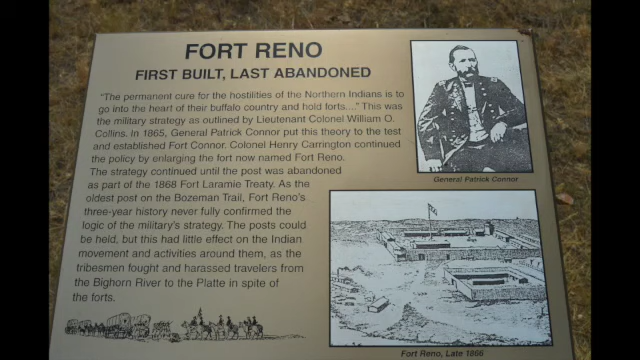 FORT RENO
FIRST BUILT, LAST ABANDONED
"The permanent cure for the hostilities of the Northern Indians is to
go into the heart of their buffalo country and hold forts...." This was
the military strategy as outlined by Lieutenant Colonel William O.
Collins. In 1865, General Patrick Connor put this theory to the test
and established Fort Connor. Colonel Henry Carrington continued
the policy by enlarging the fort now named Fort Reno.
The strategy continued until the post was abandoned
as part of the 1868 Fort Laramie Treaty. As the
oldest post on the Bozeman Trail, Fort Reno's
three-year history never fully confirmed the
logic of the military's strategy. The posts could
be held, but this had little effect on the Indian
movement and activities around them, as the
tribesmen fought and harassed travelers from
the Bighorn River to the Platte in spite of
the forts.
General Patrick Connor
Fort Reno, Late 1866